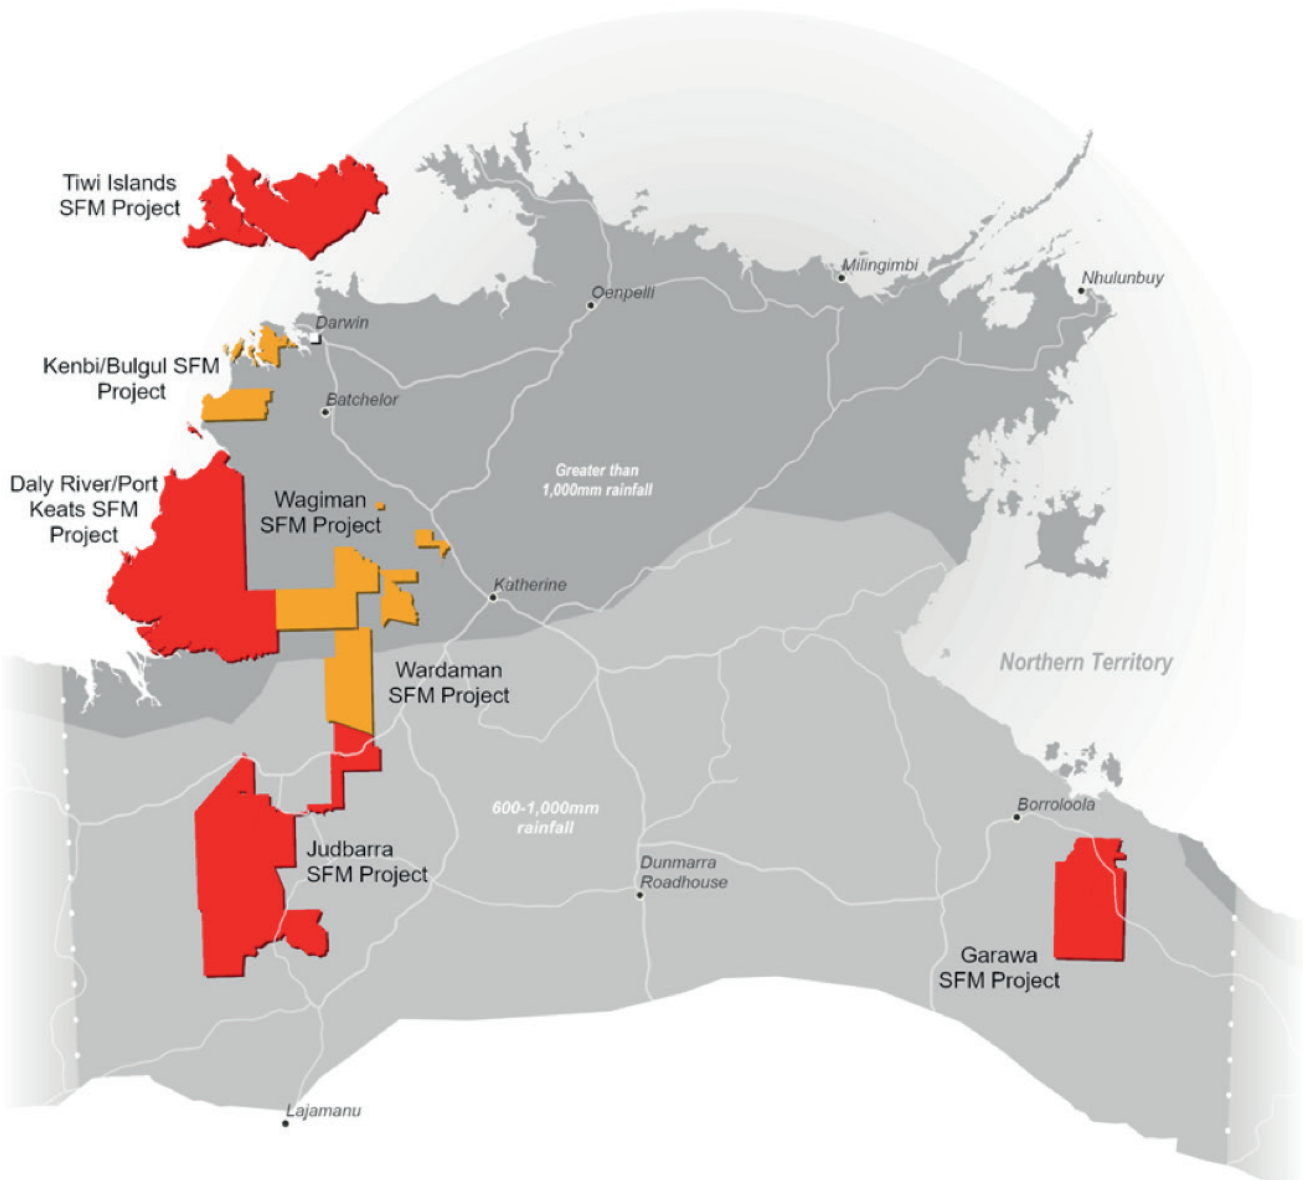 Tiwi Islands
SFM Project
Milingimbi
Nhulunbuy
Oenpelli
Darwin
Kenbi/Bulgul SFM
Project
Batchelor
Greater than
1,000mm rainfall
Daly River/Port
Keats SFM
Project
Wagiman
SFM Project
Katherine
Wardaman
SFM Project
Northern Territory
600-1,000mm
rainfall
Borroloola
Judbarra
SFM Project
Dunmarra
Roadhouse
Garawa
SFM Project
Lajamanu